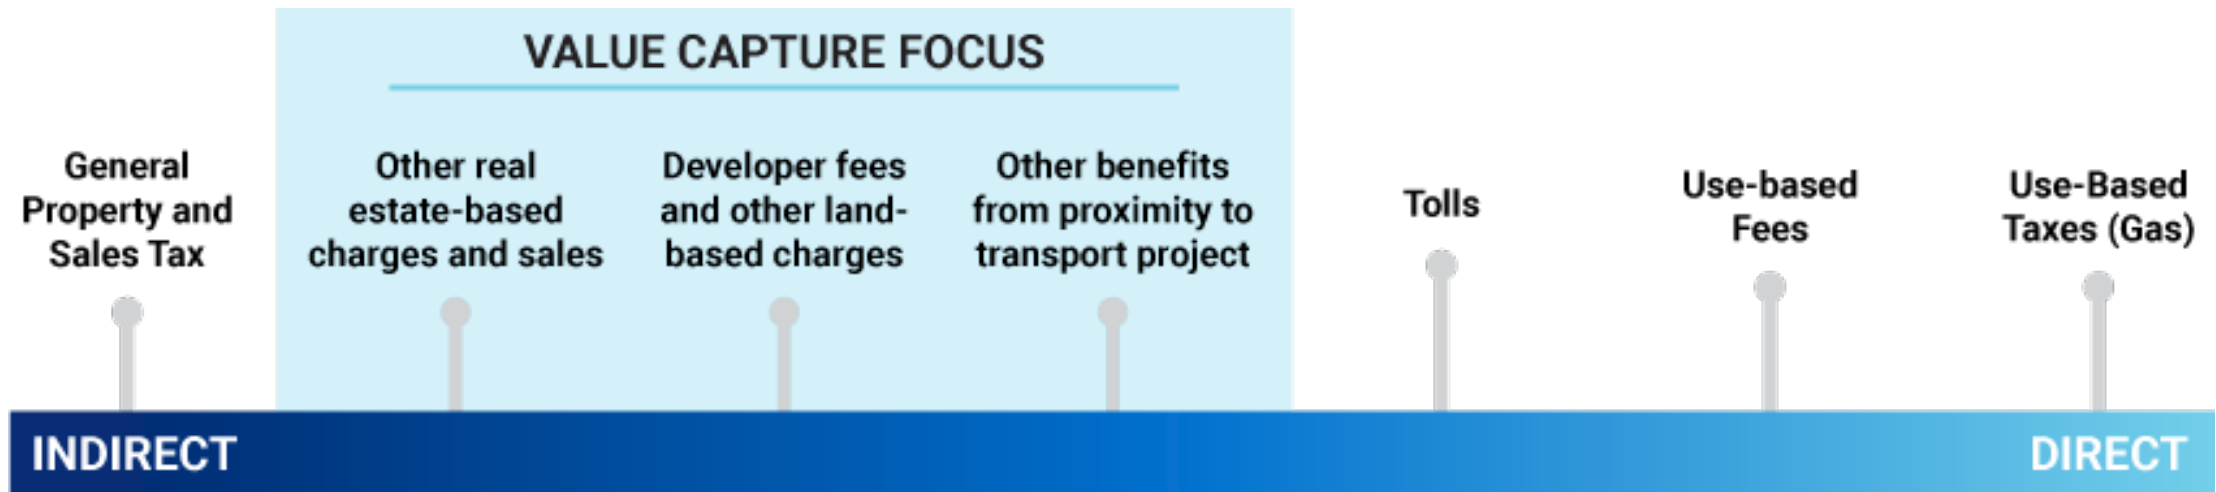 VALUE CAPTURE FOCUS
General
Property and
Sales Tax
Other real
estate-based
charges and sales
Developer fees
and other land-
based charges
Other benefits
from proximity to
transport project
Tolls
Use-based
Fees
Use-Based
Taxes (Gas)
INDIRECT
DIRECT